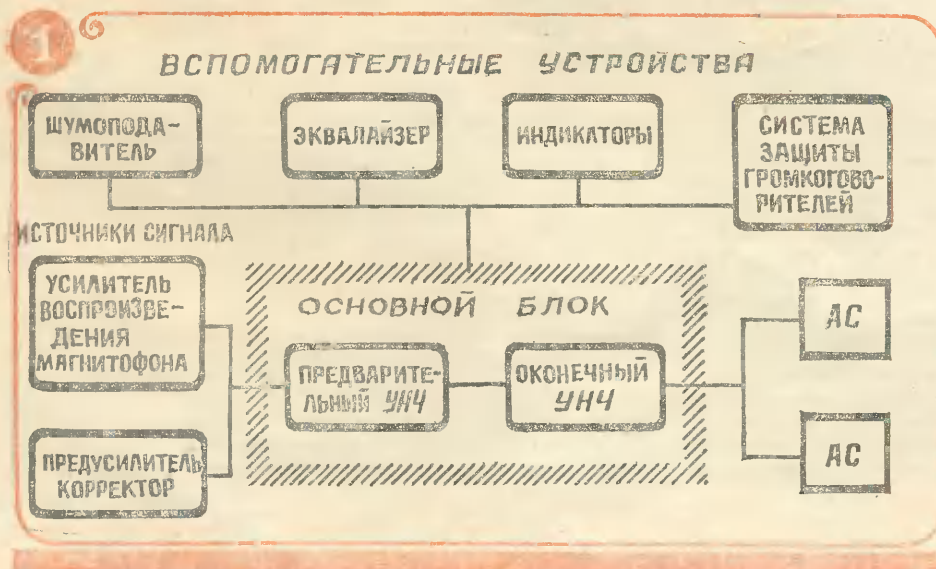 1
ВСПОМОГАТЕЛЬНЫЕ УСТРОЙСТВА
ШУМОПОДА-
ВИТЕЛЬ
ЭКВАЛАЙЗЕР
ИНДИКАТОРЫ
СИСТЕМА
ЗАЩИТЫ
ГРОМКОГОВО-
РИТЕЛЕЙ
ИСТОЧНИКИ СИГНАЛА
УСИЛИТЕЛЬ
ВОСПРОИЗВЕ-
ДЕНИЯ
МАГНИТОФОНА
ПРЕДУСИЛИТЕЛЬ
КОРРЕКТОР
ОСНОВНОЙ БЛОК
ПРЕДВАРИТЕ-
ЛЬНЫЙ УНЧ
ОКОНЕЧНЫЙ
УНЧ
АС
АС